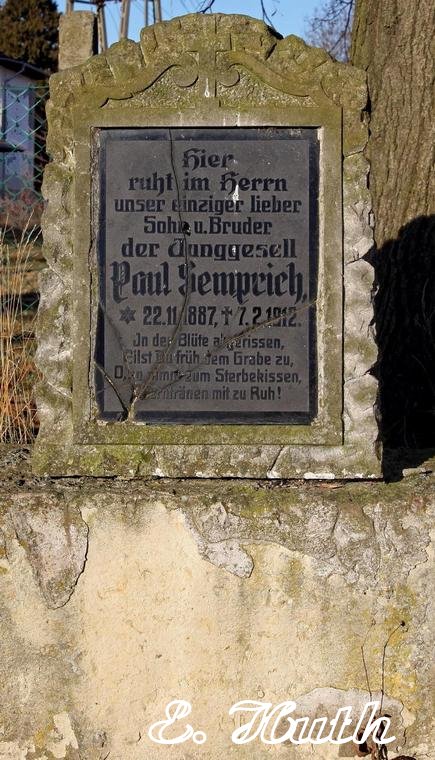 Hier
ruht im Herrn
unser einziger lieber
Sohn u. Bruder
der Junggesell
Paul Semprich,
✶ 22.11.1887, † 7.2.1912.
In der Blüte abgerissen,
Eilst Du früh dem Grabe zu,
nimm zum Sterbekissen,
mit zu Ruh!
E. Huth